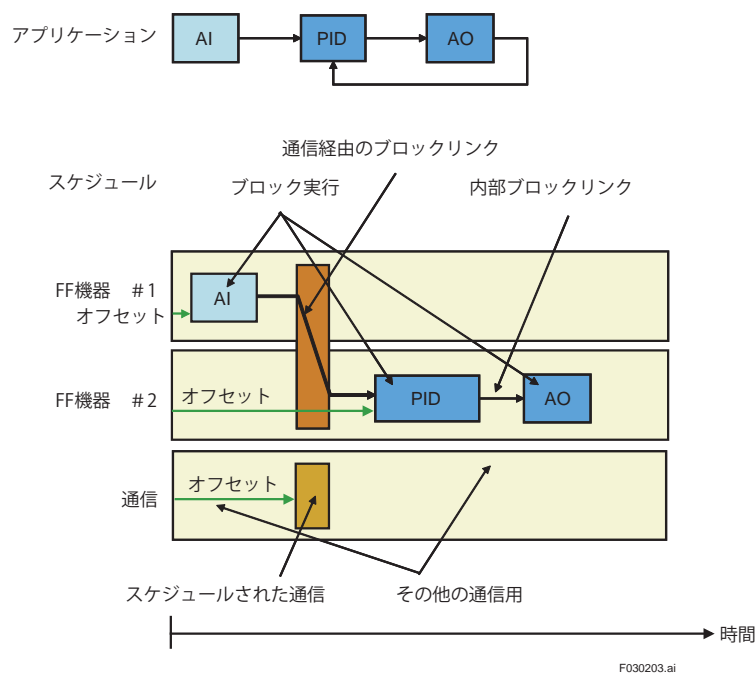 アプリケーション
AI
PID
AO
通信経由のブロックリンク
スケジュール
ブロック実行
内部ブロックリンク
FF機器 #1
オフセット
AI
FF機器 #2
オフセット
PID
AO
通信
オフセット
スケジュールされた通信
その他の通信用
時間
F030203.ai